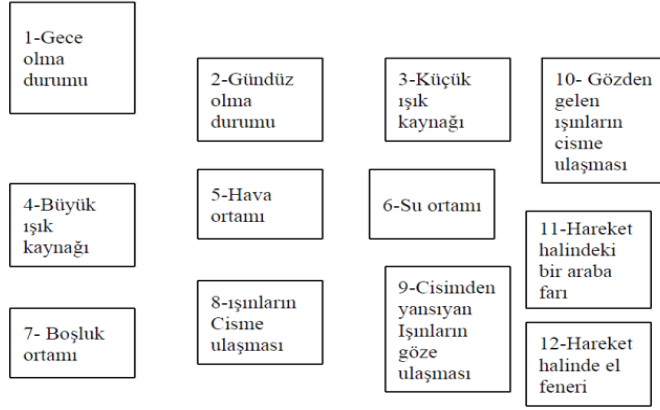 1-Gece
olma
durumu
2-Gündüz
olma
durumu
3-Küçük
ışık
kaynağı
10- Gözden
gelen
ışınların
cisme
ulaşması
4-Büyük
ışık
kaynağı
5-Hava
ortamı
6-Su ortamı
11-Hareket
halindeki
bir araba
farı
7- Boşluk
ortamı
8-ışınların
Cisme
ulaşması
9-Cisimden
yansıyan
Işınların
göze
ulaşması
12-Hareket
halinde el
feneri